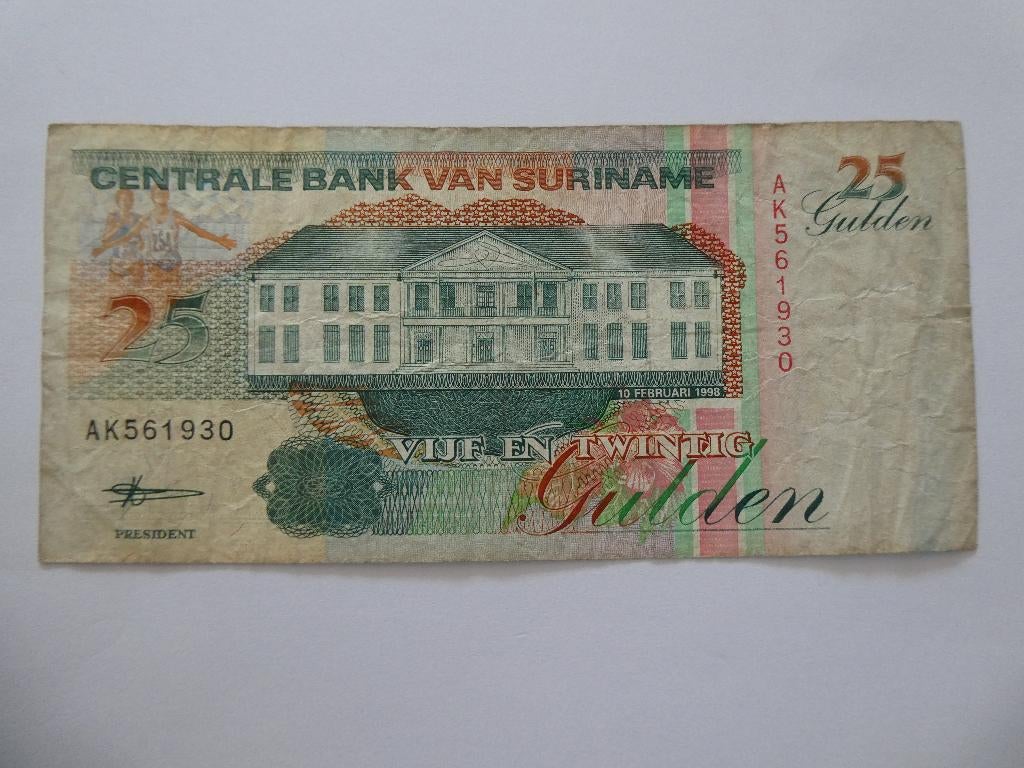 CENTRALE BANK VAN SURINAME
25
Gulden
AK561930
25
10 FEBRUARI 1998
AK561930
VIJF EN TWINTIG
Gulden
PRESIDENT